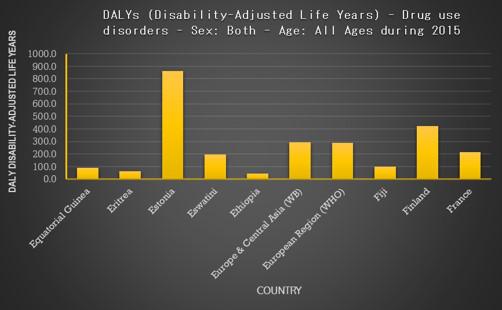 DALYs (Disability-Adjusted Life Years) - Drug use
disorders - Sex: Both - Age: All Ages during 2015
DALY DISABILITY-ADJUSTED LIFE YEARS
1000.0
900.0
800.0
700.0
600.0
500.0
400.0
300.0
200.0
100.0
0.0
Equatorial Guinea
Eritrea
Estonia
Eswatini
Ethiopia
Europe & Central Asia (WB)
European Region (WHO)
Fiji
Finland
France
COUNTRY